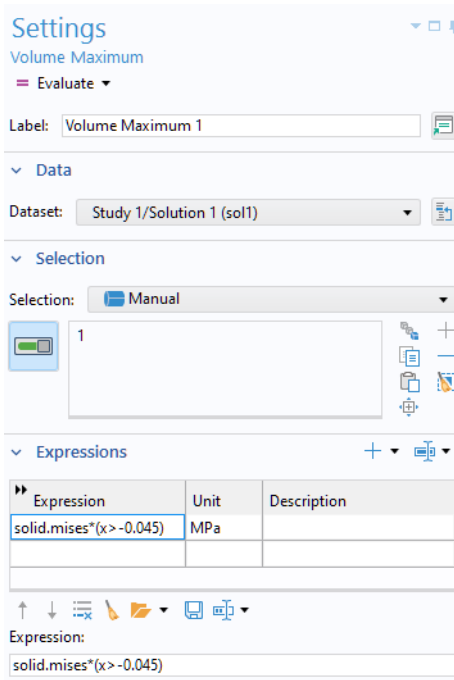 Settings
Volume Maximum
= Evaluate
Label: Volume Maximum 1
Data
Dataset: Study 1/Solution 1 (sol1)
Selection
Selection: Manual
1
Expressions
Expression Unit Description
solid.mises*(x>-0.045) MPa
Expression:
solid.mises*(x>-0.045)